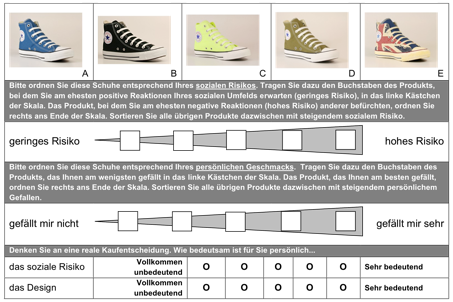 A B C D E
Bitte ordnen Sie diese Schuhe entsprechend Ihres sozialen Risikos. Tragen Sie dazu den Buchstaben des Produkts,
bei dem Sie am ehesten positive Reaktionen Ihres sozialen Umfelds erwarten (geringes Risiko), in das linke Kästchen
der Skala. Das Produkt, bei dem Sie am ehesten negative Reaktionen (hohes Risiko) anderer befürchten, ordnen Sie
rechts ans Ende der Skala. Sortieren Sie alle übrigen Produkte dazwischen mit steigendem sozialem Risiko.
geringes Risiko hohes Risiko
Bitte ordnen Sie diese Schuhe entsprechend Ihres persönlichen Geschmacks. Tragen Sie dazu den Buchstaben des
Produkts, das Ihnen am wenigsten gefällt in das linke Kästchen der Skala. Das Produkt, das Ihnen am besten gefällt,
ordnen Sie rechts ans Ende der Skala. Sortieren Sie alle übrigen Produkte dazwischen mit steigendem persönlichem
Gefallen.
gefällt mir nicht gefällt mir sehr
Denken Sie an eine reale Kaufentscheidung. Wie bedeutsam ist für Sie persönlich...
das soziale Risiko Vollkommen unbedeutend O O O O O Sehr bedeutend
das Design Vollkommen unbedeutend O O O O O Sehr bedeutend